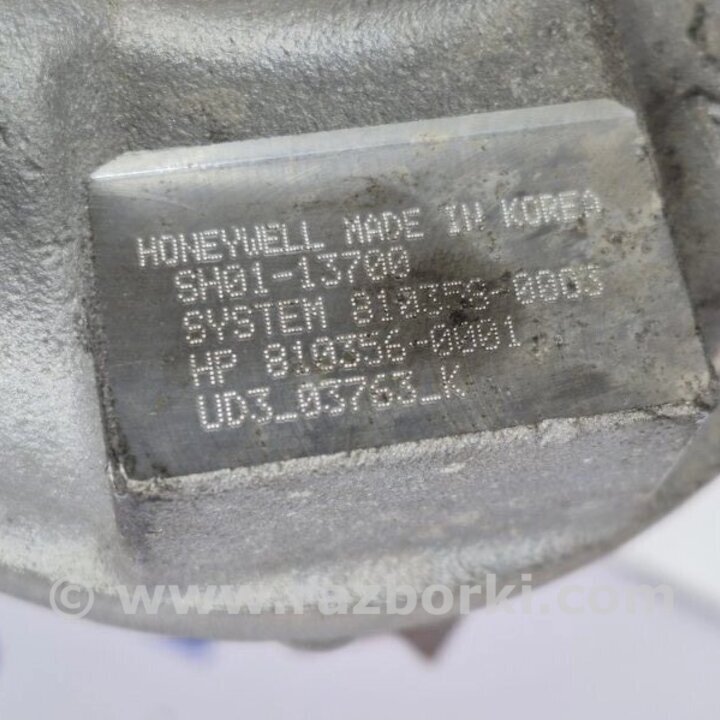 HONEYWELL MADE IN KOREA
SH01-13700
SYSTEM 810358-0003
HP 810356-0001
UD3_03763_K
© www.razborki.com